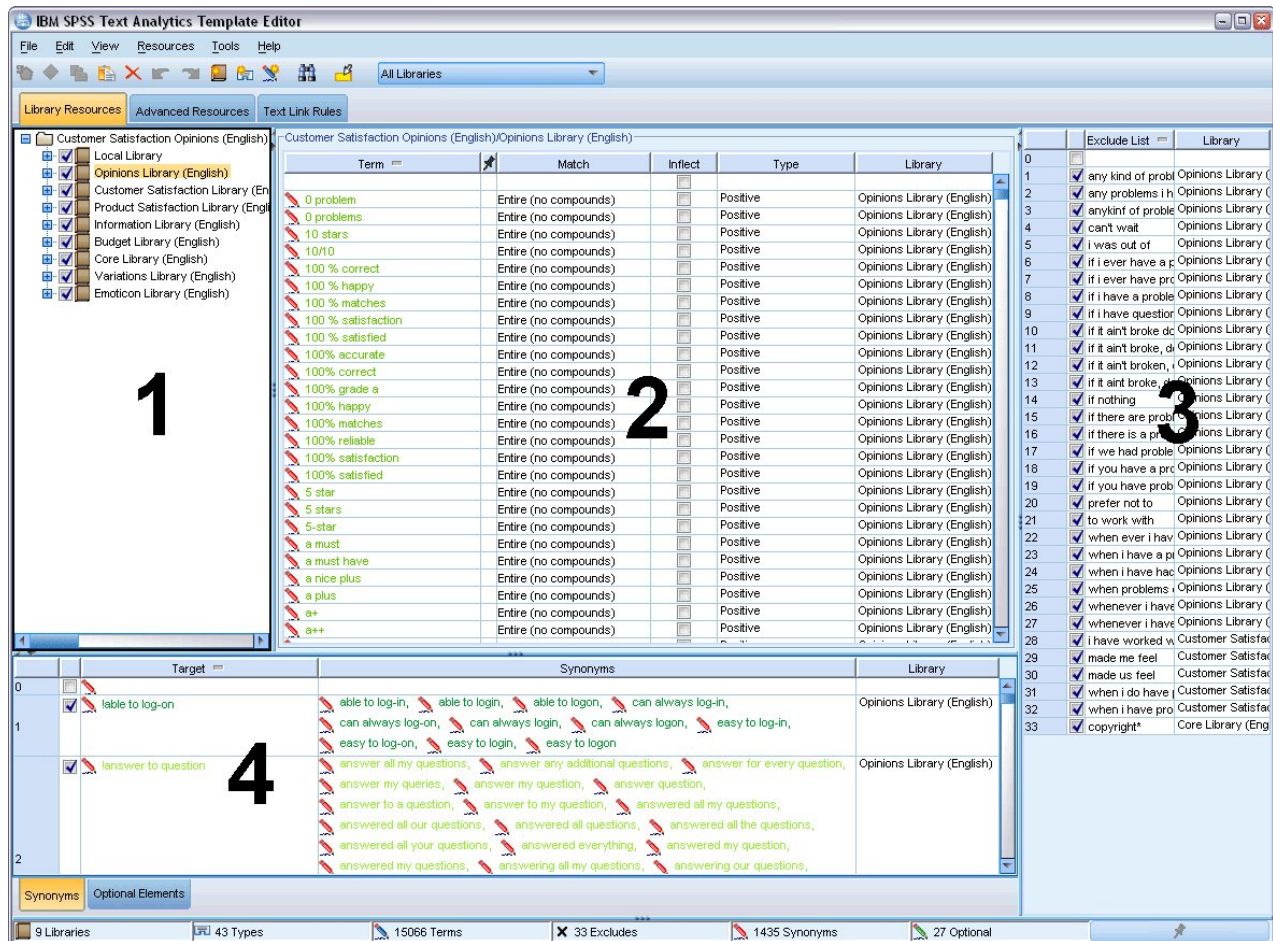 IBM SPSS Text Analytics Template Editor
File Edit View Resources Tools Help
All Libraries
Library Resources Advanced Resources Text Link Rules
Customer Satisfaction Opinions (English)
Local Library
Opinions Library (English)
Customer Satisfaction Library (En
Product Satisfaction Library (Engli
Information Library (English)
Budget Library (English)
Core Library (English)
Variations Library (English)
Emoticon Library (English)
1
Customer Satisfaction Opinions (English)/Opinions Library (English)
Term Match Inflect Type Library
0 problem Entire (no compounds) Positive Opinions Library (English)
0 problems Entire (no compounds) Positive Opinions Library (English)
10 stars Entire (no compounds) Positive Opinions Library (English)
10/10 Entire (no compounds) Positive Opinions Library (English)
100 % correct Entire (no compounds) Positive Opinions Library (English)
100 % happy Entire (no compounds) Positive Opinions Library (English)
100 % matches Entire (no compounds) Positive Opinions Library (English)
100 % satisfaction Entire (no compounds) Positive Opinions Library (English)
100 % satisfied Entire (no compounds) Positive Opinions Library (English)
100% accurate Entire (no compounds) Positive Opinions Library (English)
100% correct Entire (no compounds) Positive Opinions Library (English)
100% grade a Entire (no compounds) Positive Opinions Library (English)
100% happy Entire (no compounds) Positive Opinions Library (English)
100% matches Entire (no compounds) Positive Opinions Library (English)
100% reliable Entire (no compounds) Positive Opinions Library (English)
100% satisfaction Entire (no compounds) Positive Opinions Library (English)
100% satisfied Entire (no compounds) Positive Opinions Library (English)
5 star Entire (no compounds) Positive Opinions Library (English)
5 stars Entire (no compounds) Positive Opinions Library (English)
5-star Entire (no compounds) Positive Opinions Library (English)
a must Entire (no compounds) Positive Opinions Library (English)
a must have Entire (no compounds) Positive Opinions Library (English)
a nice plus Entire (no compounds) Positive Opinions Library (English)
a plus Entire (no compounds) Positive Opinions Library (English)
a+ Entire (no compounds) Positive Opinions Library (English)
a++ Entire (no compounds) Positive Opinions Library (English)
2
Exclude List Library
0
1 any kind of probl Opinions Library (
2 any problems i h Opinions Library (
3 anykinf of proble Opinions Library (
4 can't wait Opinions Library (
5 i was out of Opinions Library (
6 if i ever have a p Opinions Library (
7 if i ever have pro Opinions Library (
8 if i have a proble Opinions Library (
9 if i have question Opinions Library (
10 if it ain't broke do Opinions Library (
11 if it ain't broke, d Opinions Library (
12 if it ain't broken, Opinions Library (
13 if it aint broke, d Opinions Library (
14 if nothing Opinions Library (
15 if there are prob Opinions Library (
16 if there is a Opinions Library (
17 if we had proble Opinions Library (
18 if you have a pro Opinions Library (
19 if you have prob Opinions Library (
20 prefer not to Opinions Library (
21 to work with Opinions Library (
22 when ever i hav Opinions Library (
23 when i have a p Opinions Library (
24 when i have had Opinions Library (
25 when problems Opinions Library (
26 whenever i have Opinions Library (
27 whenever i have Opinions Library (
28 i have worked w Customer Satisfac
29 made me feel Customer Satisfac
30 made us feel Customer Satisfac
31 when i do have Customer Satisfac
32 when i have pro Customer Satisfac
33 copyright* Core Library (Eng
3
Target Synonyms Library
0
1 !able to log-on able to log-in, able to login, able to logon, can always log-in, Opinions Library (English)
can always log-on, can always login, can always logon, easy to log-in,
easy to log-on, easy to login, easy to logon
2 !answer to question answer all my questions, answer any additional questions, answer for every question, Opinions Library (English)
answer my queries, answer my question, answer question,
answer to a question, answer to my question, answered all my questions,
answered all our questions, answered all questions, answered all the questions,
answered all your questions, answered everything, answered my question,
answered my questions, answering all my questions, answering our questions,
4
Synonyms Optional Elements
9 Libraries 43 Types 15066 Terms 33 Excludes 1435 Synonyms 27 Optional